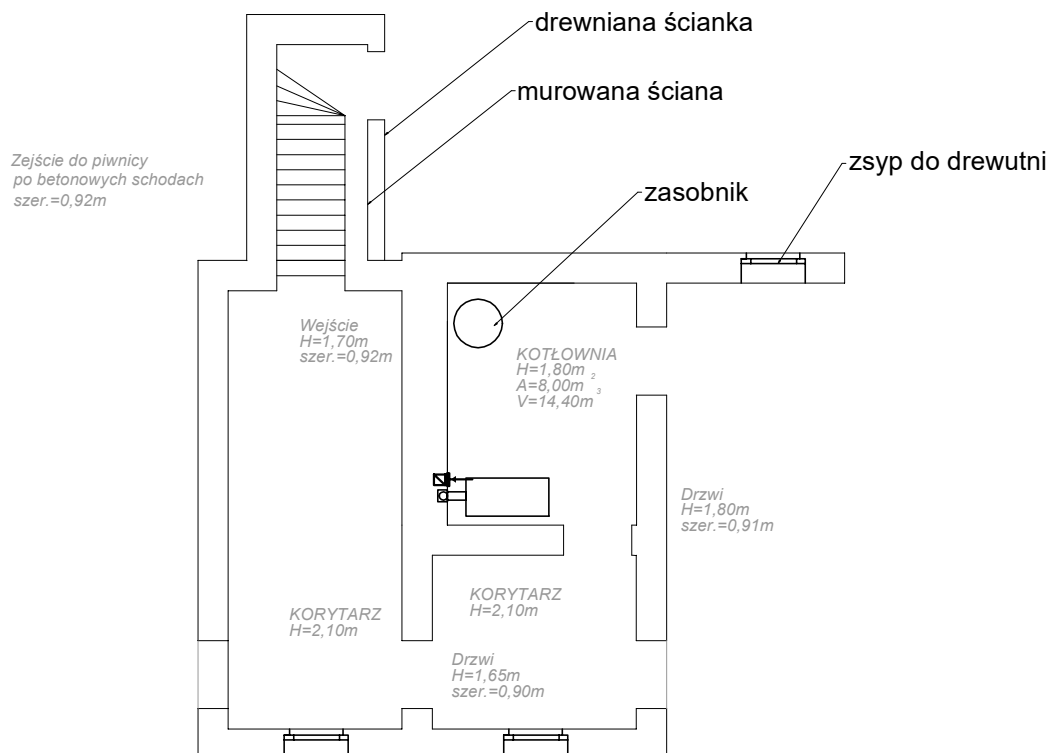 drewniana ścianka
murowana ściana
Zejście do piwnicy
po betonowych schodach
szer.=0,92m
zsyp do drewutni
zasobnik
Wejście
H=1,70m
szer.=0,92m
KOTŁOWNIA
H=1,80m
A=8,00m²
V=14,40m³
Drzwi
H=1,80m
szer.=0,91m
KORYTARZ
H=2,10m
KORYTARZ
H=2,10m
Drzwi
H=1,65m
szer.=0,90m